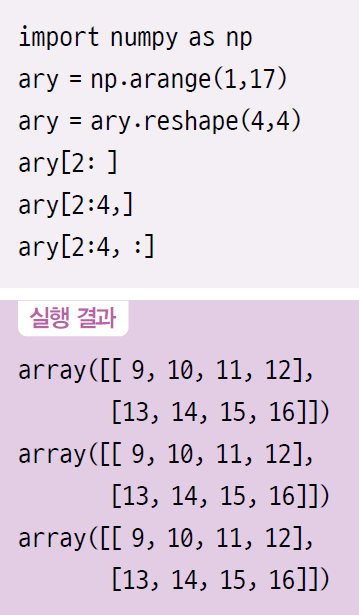 import numpy as np
ary = np.arange(1,17)
ary = ary.reshape(4,4)
ary[2: ]
ary[2:4,]
ary[2:4, :]
실행 결과
array([[ 9, 10, 11, 12],
       [13, 14, 15, 16]])
array([[ 9, 10, 11, 12],
       [13, 14, 15, 16]])
array([[ 9, 10, 11, 12],
       [13, 14, 15, 16]])